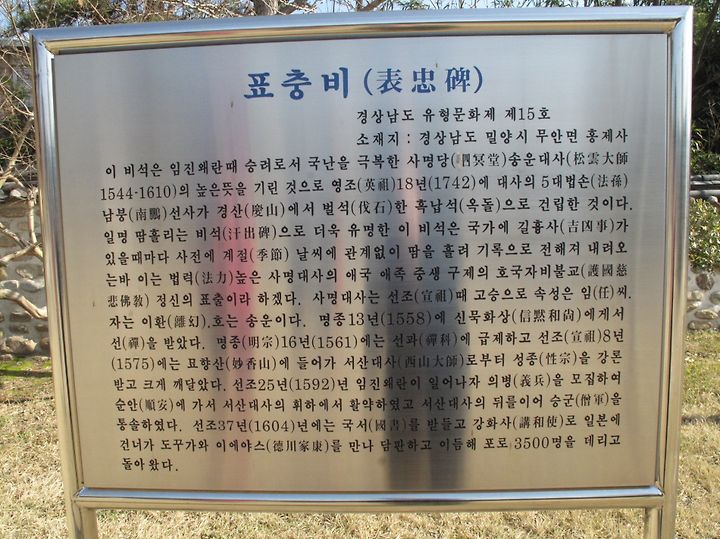 표충비(表忠碑)
경상남도 유형문화제 제15호
소재지 : 경상남도 밀양시 무안면 홍제사
이 비석은 임진왜란때 승려로서 국난을 극복한 사명당(泗冥堂)송운대사(松雲大師
1544-1610)의 높은뜻을 기린 것으로 영조(英祖)18년(1742)에 대사의 5대법손(法孫)
남붕(南鵬)선사가 경산(慶山)에서 벌석(伐石)한 흑납석(옥돌)으로 건립한 것이다.
일명 땀흘리는 비석(汗出碑)으로 더욱 유명한 이 비석은 국가에 길흉사(吉凶事)가
있을때마다 사전에 계절(季節) 날씨에 관계없이 땀을 흘려 기록으로 전해져 내려오
는바 이는 법력(法力)높은 사명대사의 애국 애족 중생 구제의 호국자비불교(護國慈
悲佛敎) 정신의 표출이라 하겠다. 사명대사는 선조(宣祖)때 고승으로 속성은 임(任)씨.
자는 이환(離幻).호는 송운이다. 명종13년(1558)에 신묵화상(信黙和尙)에게서
선(禪)을 받았다. 명종(明宗)16년(1561)에는 선과(禪科)에 급제하고 선조(宣祖)8년
(1575)에는 묘향산(妙香山)에 들어가 서산대사(西山大師)로부터 성종(性宗)을 강론
받고 크게 깨달았다. 선조25년(1592)년 임진왜란이 일어나자 의병(義兵)을 모집하여
순안(順安)에 가서 서산대사의 휘하에서 활약하였고 서산대사의 뒤를이어 승군(僧軍)을
통솔하였다. 선조37년(1604)년에는 국서(國書)를 받들고 강화사(講和使)로 일본에
건너가 도꾸가와 이에야스(德川家康)를 만나 담판하고 이듬해 포로 3500명을 데리고
돌아왔다.